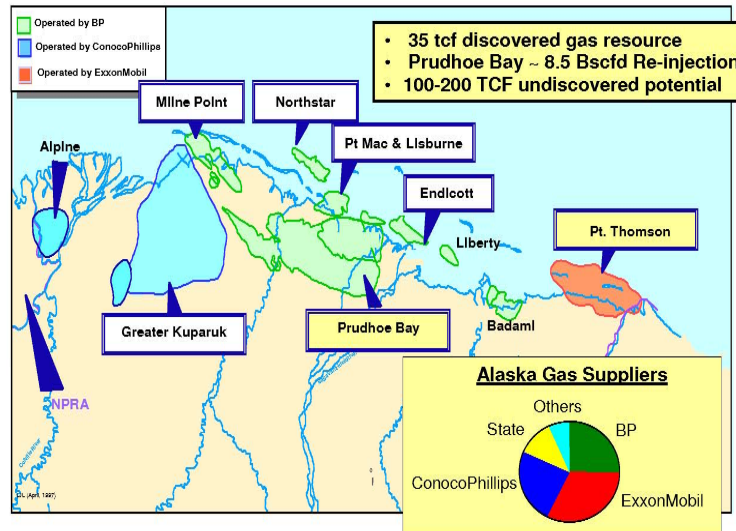 Operated by BP
Operated by ConocoPhillips
Operated by ExxonMobil
• 35 tcf discovered gas resource
• Prudhoe Bay ~ 8.5 Bscfd Re-injection
• 100-200 TCF undiscovered potential
Milne Point
Northstar
Alpine
Pt Mac & Lisburne
Endicott
Liberty
Pt. Thomson
Greater Kuparuk
Prudhoe Bay
Badami
NPRA
Alaska Gas Suppliers
Others
State
BP
ConocoPhillips
ExxonMobil
(April, 1997)